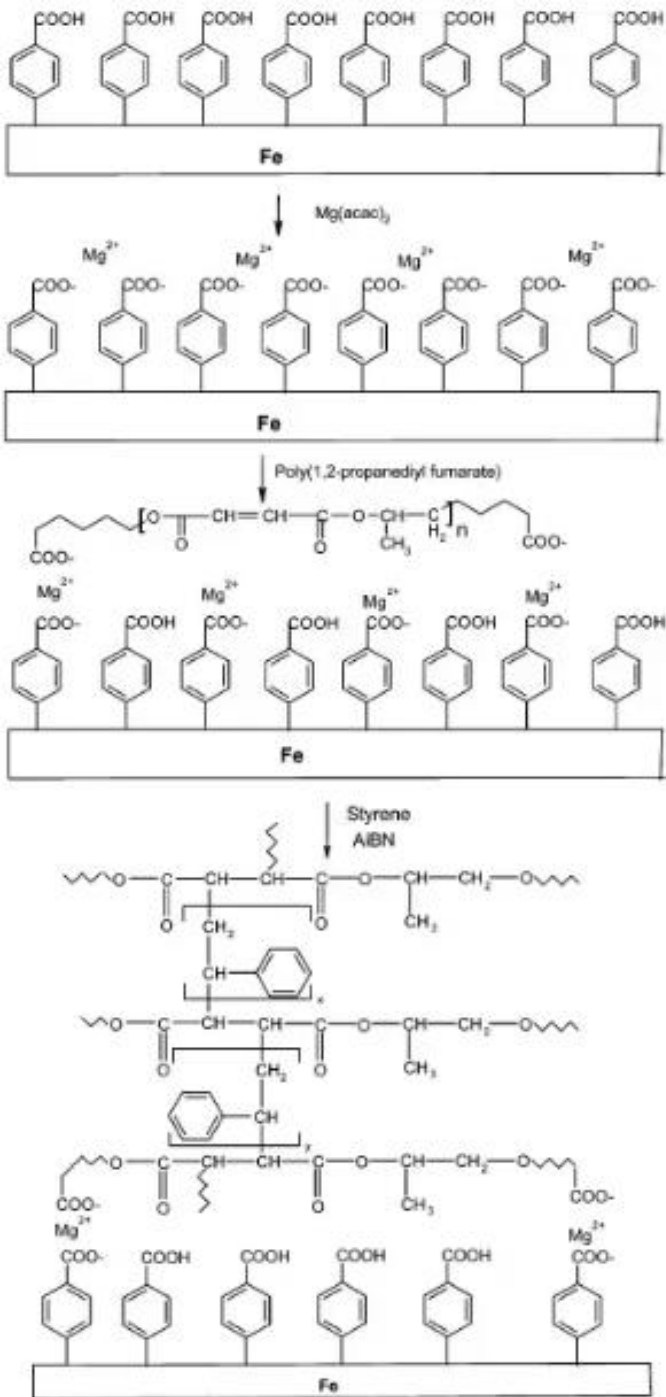 COOH COOH COOH COOH COOH COOH COOH COOH
Fe
Mg(acac)₂
Mg²⁺ Mg²⁺ Mg²⁺ Mg²⁺
COO- COO- COO- COO- COO- COO- COO- COO-
Fe
Poly(1,2-propanediyl fumarate)
[O C CH=CH C O CH C H₂]n
O O CH₃
COO- COO-
Mg²⁺ Mg²⁺ Mg²⁺ Mg²⁺
COO- COOH COO- COOH COO- COOH COO- COOH
Fe
Styrene
AiBN
O C CH CH C O CH CH₂ O
O CH₂ O CH₂
CH x
O C CH CH C O CH CH₂ O
O CH₂ O CH₃
CH
O C CH CH C O CH CH₂ O
COO- O O CH₃ COO-
Mg²⁺ Mg²⁺
COO- COOH COOH COOH COOH COO-
Fe